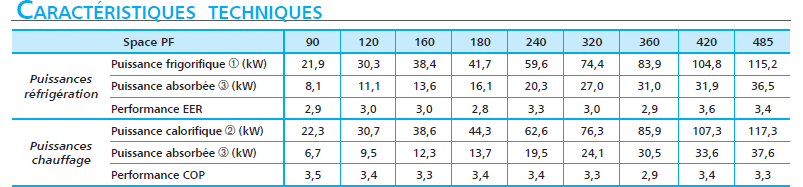 CARACTÉRISTIQUES TECHNIQUES
Space PF 90 120 160 180 240 320 360 420 485
Puissances réfrigération
Puissance frigorifique ① (kW) 21,9 30,3 38,4 41,7 59,6 74,4 83,9 104,8 115,2
Puissance absorbée ③ (kW) 8,1 11,1 13,6 16,1 20,3 27,0 31,0 31,9 36,5
Performance EER 2,9 3,0 3,0 2,8 3,3 3,0 2,9 3,6 3,4
Puissances chauffage
Puissance calorifique ② (kW) 22,3 30,7 38,6 44,3 62,6 76,3 85,9 107,3 117,3
Puissance absorbée ③ (kW) 6,7 9,5 12,3 13,7 19,5 24,1 30,5 33,6 37,6
Performance COP 3,5 3,4 3,3 3,4 3,4 3,3 2,9 3,4 3,3